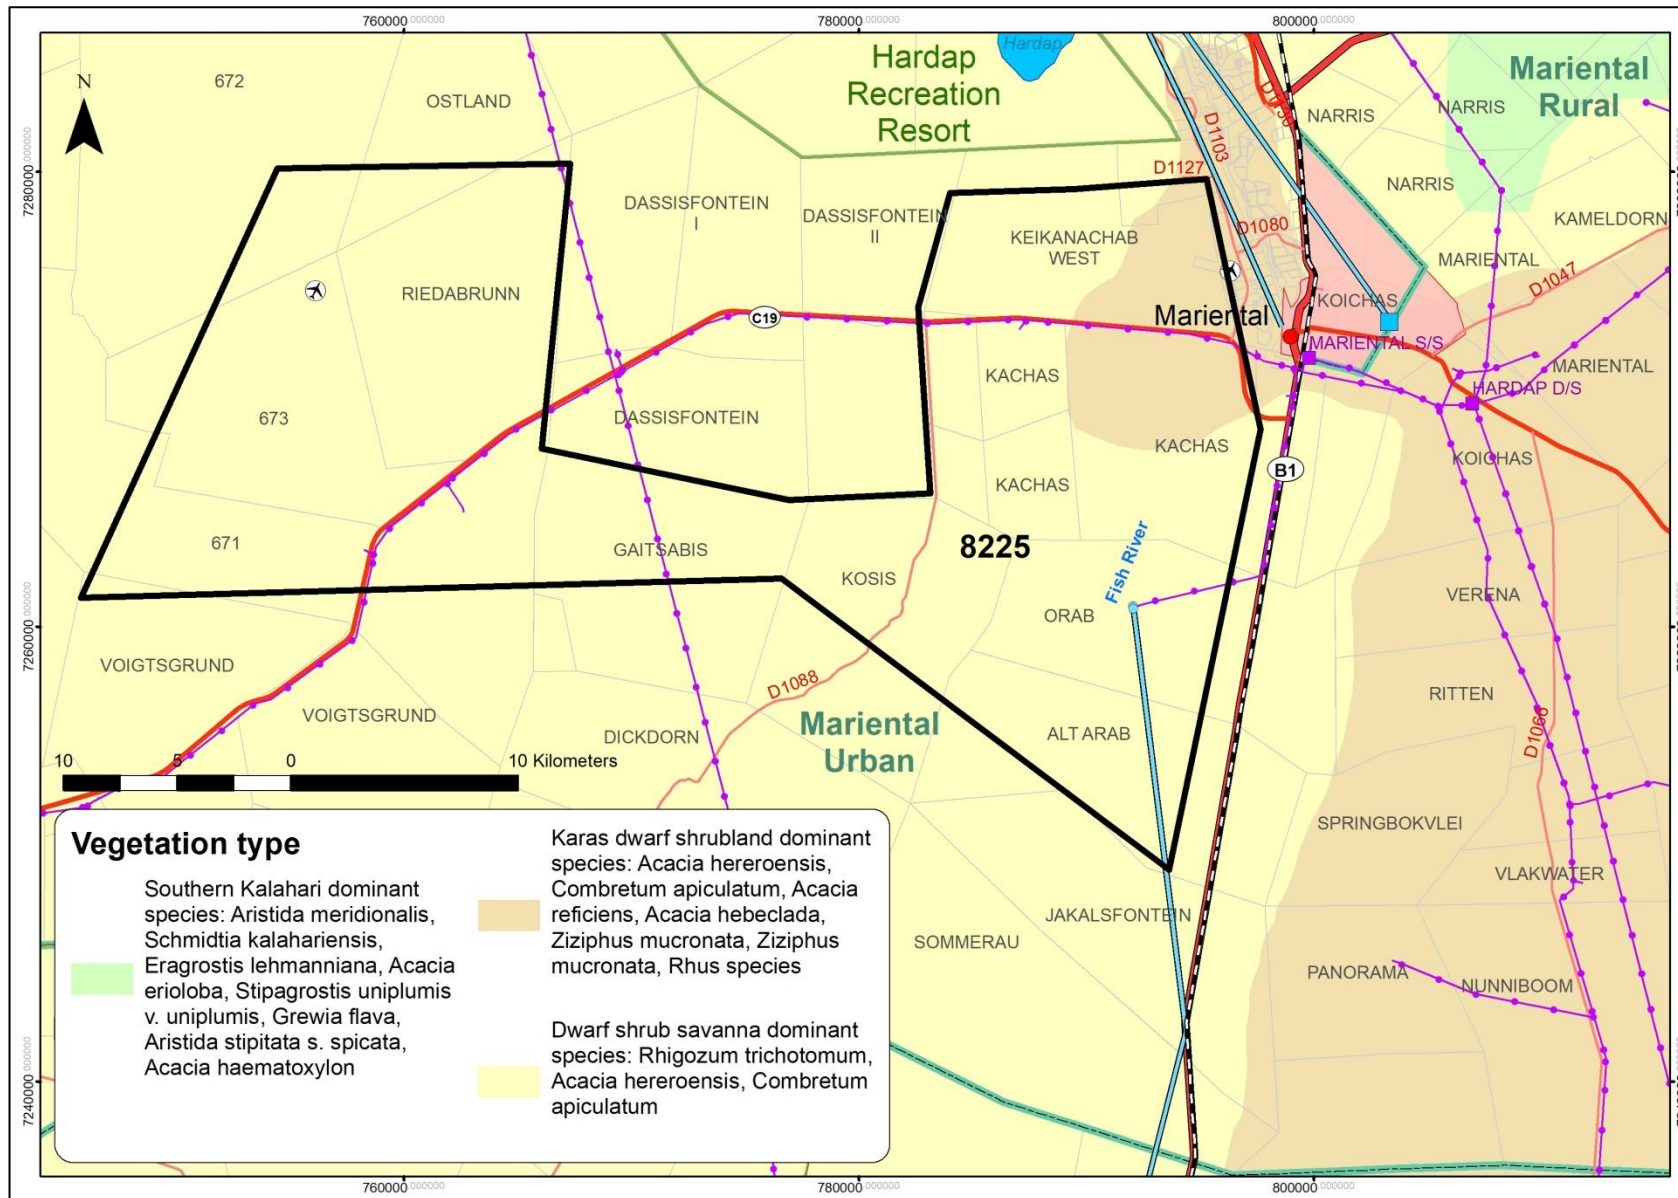 760000.000000
780000.000000
800000.000000
Hardap
Hardap
Recreation
Resort
Mariental
Rural
672
OSTLAND
N
NARRIS
NARRIS
NARRIS
D1103
D1127
7280000.000000
DASSISFONTEIN
I
DASSISFONTEIN
II
KEIKANACHAB
WEST
D1080
KAMELDORN
MARIENTAL
D1047
RIEDABRUNN
KOICHAS
C19
Mariental
MARIENTAL S/S
MARIENTAL
KACHAS
HARDAP D/S
673
DASSISFONTEIN
KACHAS
KOICHAS
B1
KACHAS
671
GAITSABIS
8225
KOSIS
Fish River
ORAB
VERENA
7260000.000000
VOIGTSGRUND
VOIGTSGRUND
D1088
RITTEN
DICKDORN
Mariental
Urban
ALT ARAB
D1066
10 5 0 10 Kilometers
SPRINGBOKVLEI
VLAKWATER
JAKALSFONTEIN
SOMMERAU
PANORAMA
NUNNIBOOM
Vegetation type
Southern Kalahari dominant
species: Aristida meridionalis,
Schmidtia kalahariensis,
Eragrostis lehmanniana, Acacia
erioloba, Stipagrostis uniplumis
v. uniplumis, Grewia flava,
Aristida stipitata s. spicata,
Acacia haematoxylon
Karas dwarf shrubland dominant
species: Acacia hereroensis,
Combretum apiculatum, Acacia
reficiens, Acacia hebeclada,
Ziziphus mucronata, Ziziphus
mucronata, Rhus species
Dwarf shrub savanna dominant
species: Rhigozum trichotomum,
Acacia hereroensis, Combretum
apiculatum
7240000.000000
760000.000000
780000.000000
800000.000000